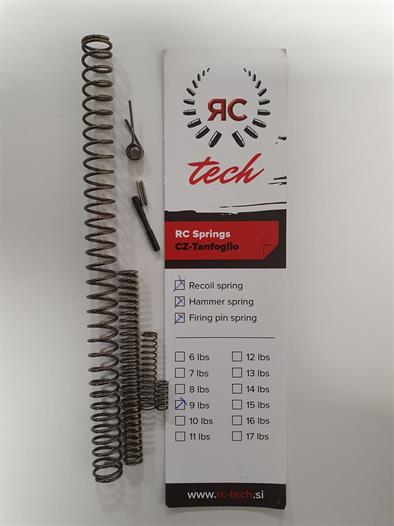 RC
tech
RC Springs
CZ-Tanfoglio
Recoil spring
Hammer spring
Firing pin spring
6 lbs
7 lbs
8 lbs
9 lbs
10 lbs
11 lbs
12 lbs
13 lbs
14 lbs
15 lbs
16 lbs
17 lbs
www.rc-tech.si